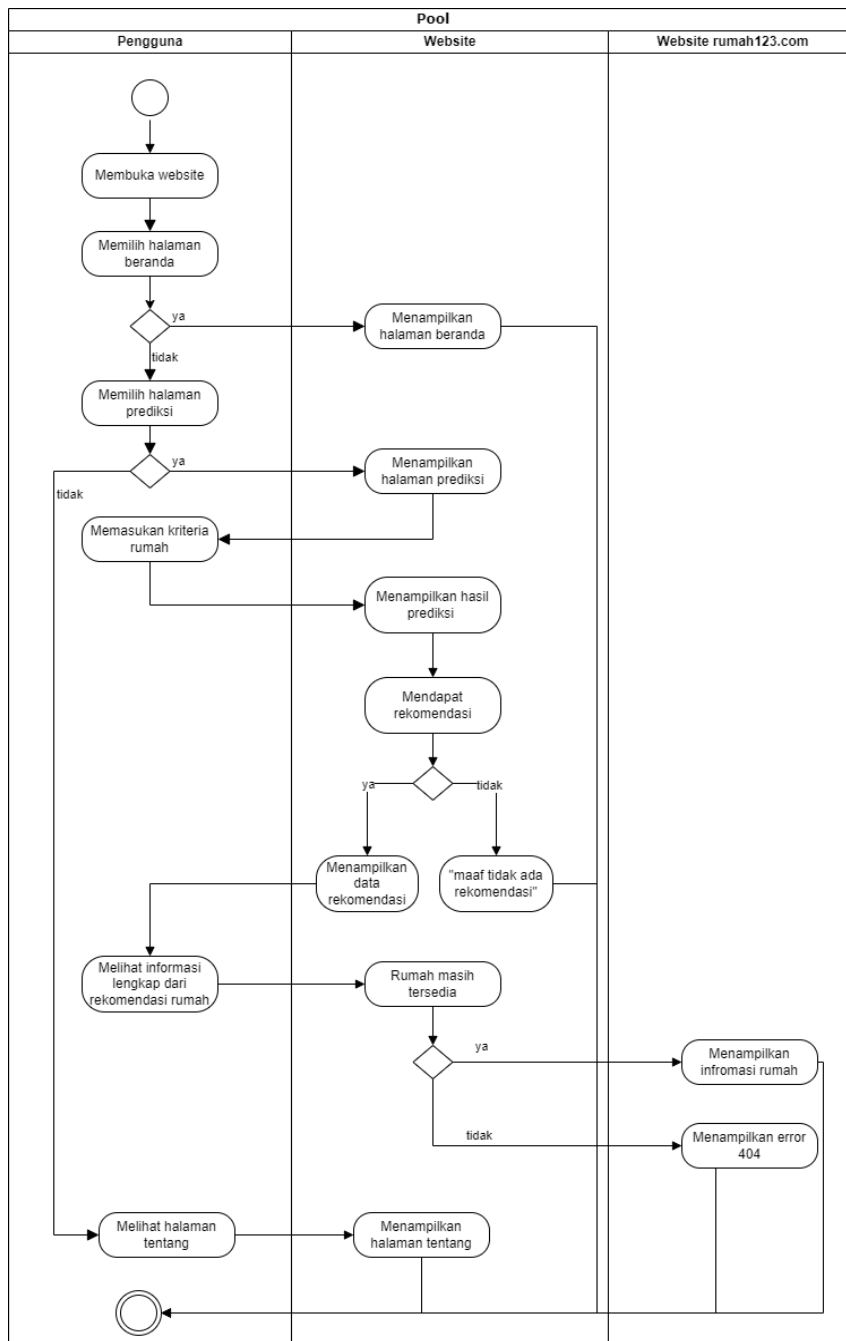 Pool
Pengguna
Website
Website rumah123.com
Membuka website
Memilih halaman
beranda
ya
Menampilkan
halaman beranda
tidak
Memilih halaman
prediksi
ya
Menampilkan
halaman prediksi
tidak
Memasukan kriteria
rumah
Menampilkan hasil
prediksi
Mendapat
rekomendasi
ya
tidak
Menampilkan
data
rekomendasi
"maaf tidak ada
rekomendasi"
Melihat informasi
lengkap dari
rekomendasi rumah
Rumah masih
tersedia
ya
Menampilkan
infromasi rumah
tidak
Menampilkan error
404
Melihat halaman
tentang
Menampilkan
halaman tentang